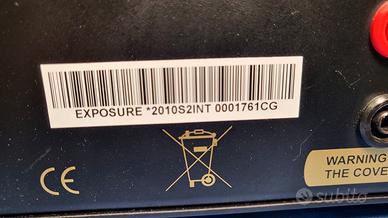 EXPOSURE *2010S2INT 0001761CG
CE
WARNING
THE COVE
subito